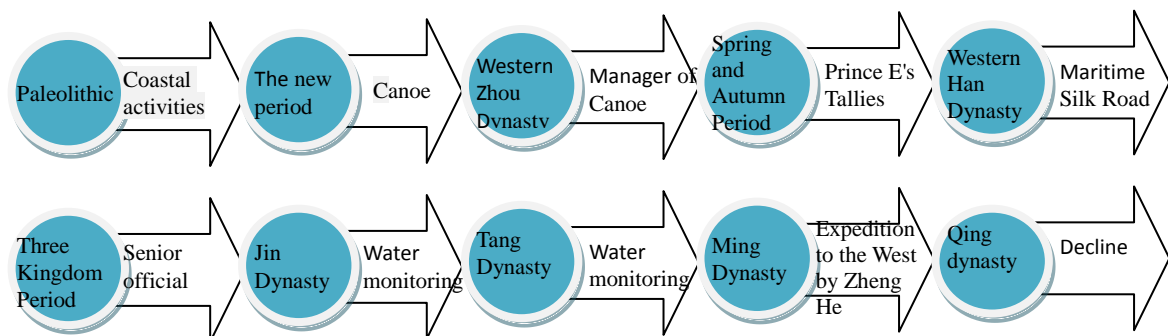 Paleolithic
Coastal
activities
The new
period
Canoe
Western
Zhou
Dynasty
Manager of
Canoe
Spring
and
Autumn
Period
Prince E's
Tallies
Western
Han
Dynasty
Maritime
Silk Road
Three
Kingdom
Period
Senior
official
Jin
Dynasty
Water
monitoring
Tang
Dynasty
Water
monitoring
Ming
Dynasty
Expedition
to the West
by Zheng
He
Qing
dynasty
Decline